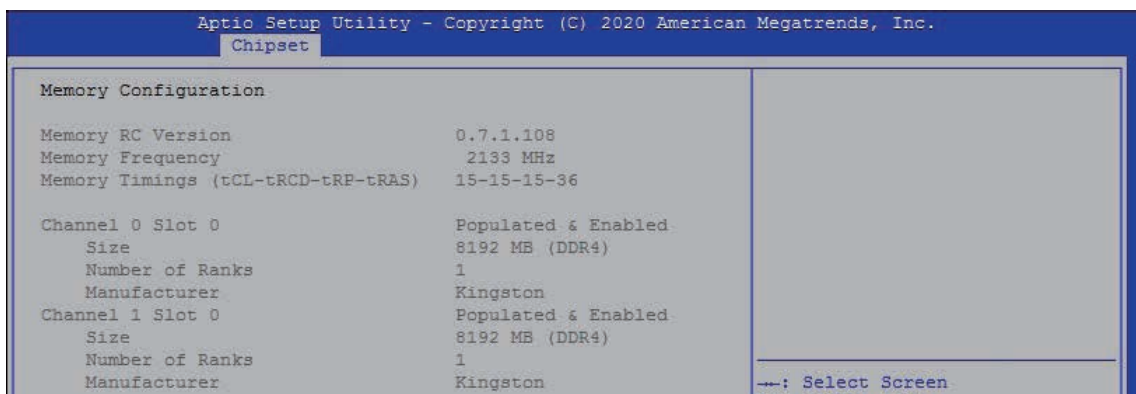 Aptio Setup Utility - Copyright (C) 2020 American Megatrends, Inc.
Chipset
Memory Configuration
Memory RC Version 0.7.1.108
Memory Frequency 2133 MHz
Memory Timings (tCL-tRCD-tRP-tRAS) 15-15-15-36
Channel 0 Slot 0 Populated & Enabled
Size 8192 MB (DDR4)
Number of Ranks 1
Manufacturer Kingston
Channel 1 Slot 0 Populated & Enabled
Size 8192 MB (DDR4)
Number of Ranks 1
Manufacturer Kingston
→←: Select Screen